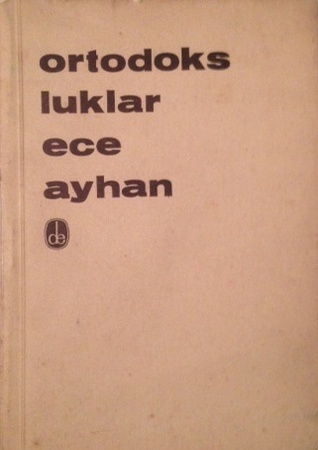 ortodoks
luklar
ece
ayhan
de